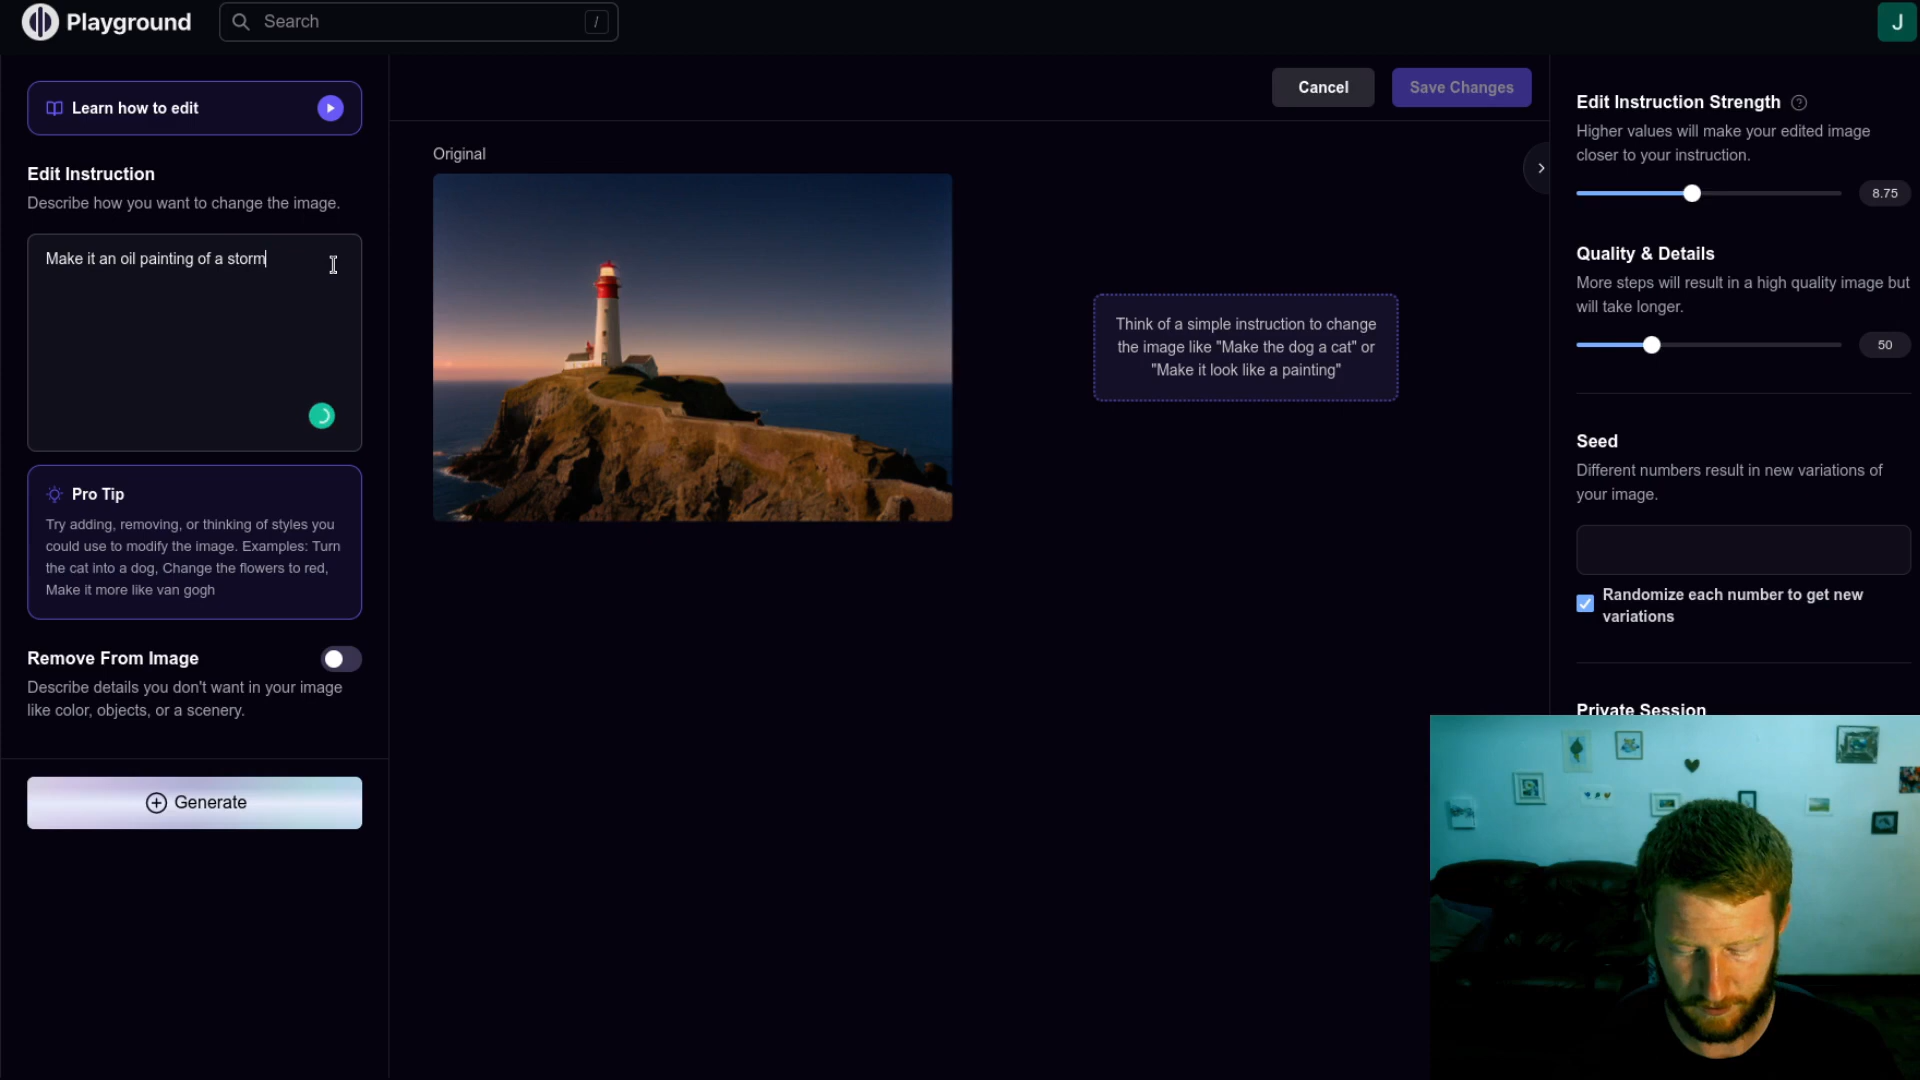 Playground
Search
/
J
Learn how to edit
Edit Instruction
Describe how you want to change the image.
Make it an oil painting of a storm
Pro Tip
Try adding, removing, or thinking of styles you
could use to modify the image. Examples: Turn
the cat into a dog, Change the flowers to red,
Make it more like van gogh
Remove From Image
Describe details you don't want in your image
like color, objects, or a scenery.
Generate
Cancel
Save Changes
Original
Think of a simple instruction to change
the image like "Make the dog a cat" or
"Make it look like a painting"
Edit Instruction Strength ?
Higher values will make your edited image
closer to your instruction.
8.75
Quality & Details
More steps will result in a high quality image but
will take longer.
50
Seed
Different numbers result in new variations of
your image.
Randomize each number to get new
variations
Private Session